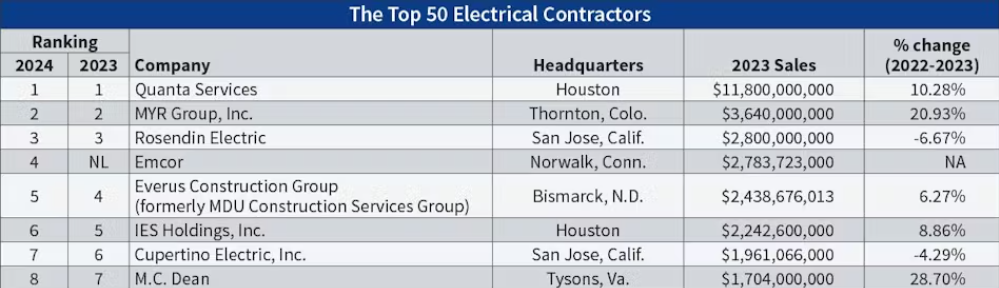 The Top 50 Electrical Contractors
Ranking
2024 2023 Company Headquarters 2023 Sales % change (2022-2023)
1 1 Quanta Services Houston $11,800,000,000 10.28%
2 2 MYR Group, Inc. Thornton, Colo. $3,640,000,000 20.93%
3 3 Rosendin Electric San Jose, Calif. $2,800,000,000 -6.67%
4 NL Emcor Norwalk, Conn. $2,783,723,000 NA
5 4 Everus Construction Group (formerly MDU Construction Services Group) Bismarck, N.D. $2,438,676,013 6.27%
6 5 IES Holdings, Inc. Houston $2,242,600,000 8.86%
7 6 Cupertino Electric, Inc. San Jose, Calif. $1,961,066,000 -4.29%
8 7 M.C. Dean Tysons, Va. $1,704,000,000 28.70%